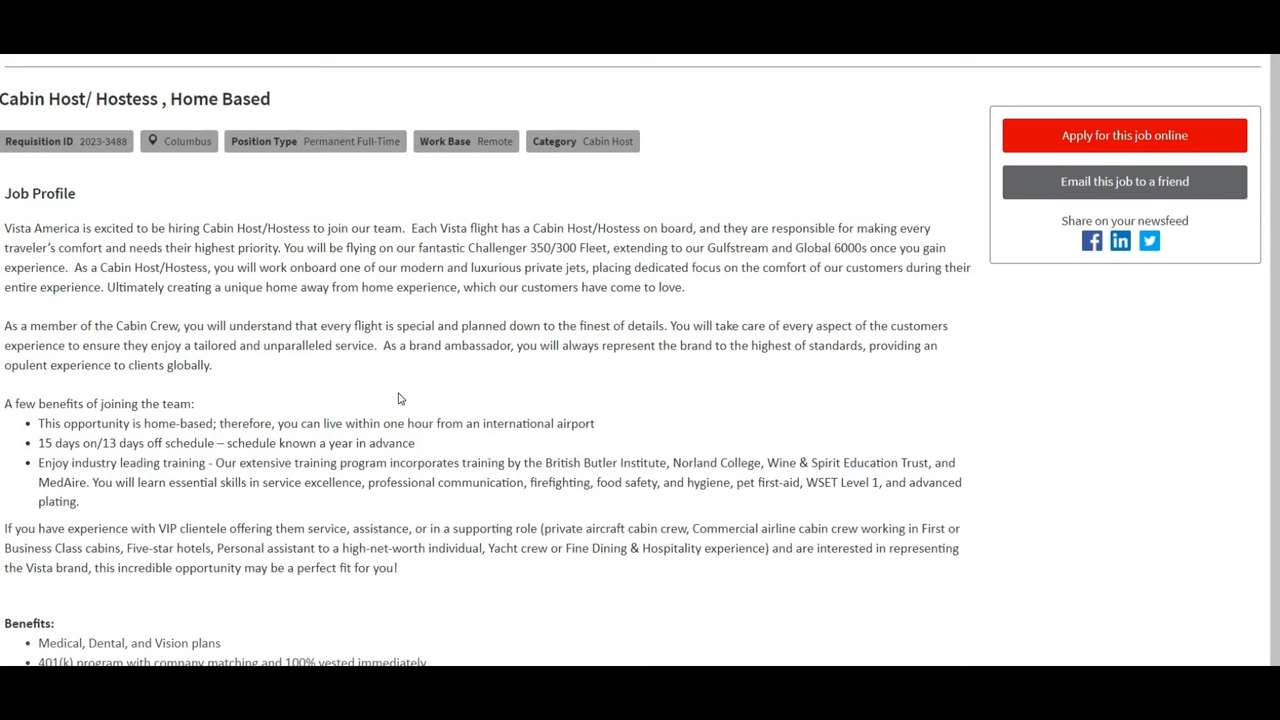 Cabin Host/ Hostess , Home Based
Requisition ID 2023-3488
Columbus
Position Type Permanent Full-Time
Work Base Remote
Category Cabin Host
Apply for this job online
Email this job to a friend
Share on your newsfeed
Job Profile
Vista America is excited to be hiring Cabin Host/Hostess to join our team. Each Vista flight has a Cabin Host/Hostess on board, and they are responsible for making every
traveler's comfort and needs their highest priority. You will be flying on our fantastic Challenger 350/300 Fleet, extending to our Gulfstream and Global 6000s once you gain
experience. As a Cabin Host/Hostess, you will work onboard one of our modern and luxurious private jets, placing dedicated focus on the comfort of our customers during their
entire experience. Ultimately creating a unique home away from home experience, which our customers have come to love.
As a member of the Cabin Crew, you will understand that every flight is special and planned down to the finest of details. You will take care of every aspect of the customers
experience to ensure they enjoy a tailored and unparalleled service. As a brand ambassador, you will always represent the brand to the highest of standards, providing an
opulent experience to clients globally.
A few benefits of joining the team:
• This opportunity is home-based; therefore, you can live within one hour from an international airport
• 15 days on/13 days off schedule – schedule known a year in advance
• Enjoy industry leading training - Our extensive training program incorporates training by the British Butler Institute, Norland College, Wine & Spirit Education Trust, and
MedAire. You will learn essential skills in service excellence, professional communication, firefighting, food safety, and hygiene, pet first-aid, WSET Level 1, and advanced
plating.
If you have experience with VIP clientele offering them service, assistance, or in a supporting role (private aircraft cabin crew, Commercial airline cabin crew working in First or
Business Class cabins, Five-star hotels, Personal assistant to a high-net-worth individual, Yacht crew or Fine Dining & Hospitality experience) and are interested in representing
the Vista brand, this incredible opportunity may be a perfect fit for you!
Benefits:
• Medical, Dental, and Vision plans
• 401(k) program with company matching and 100% vested immediately